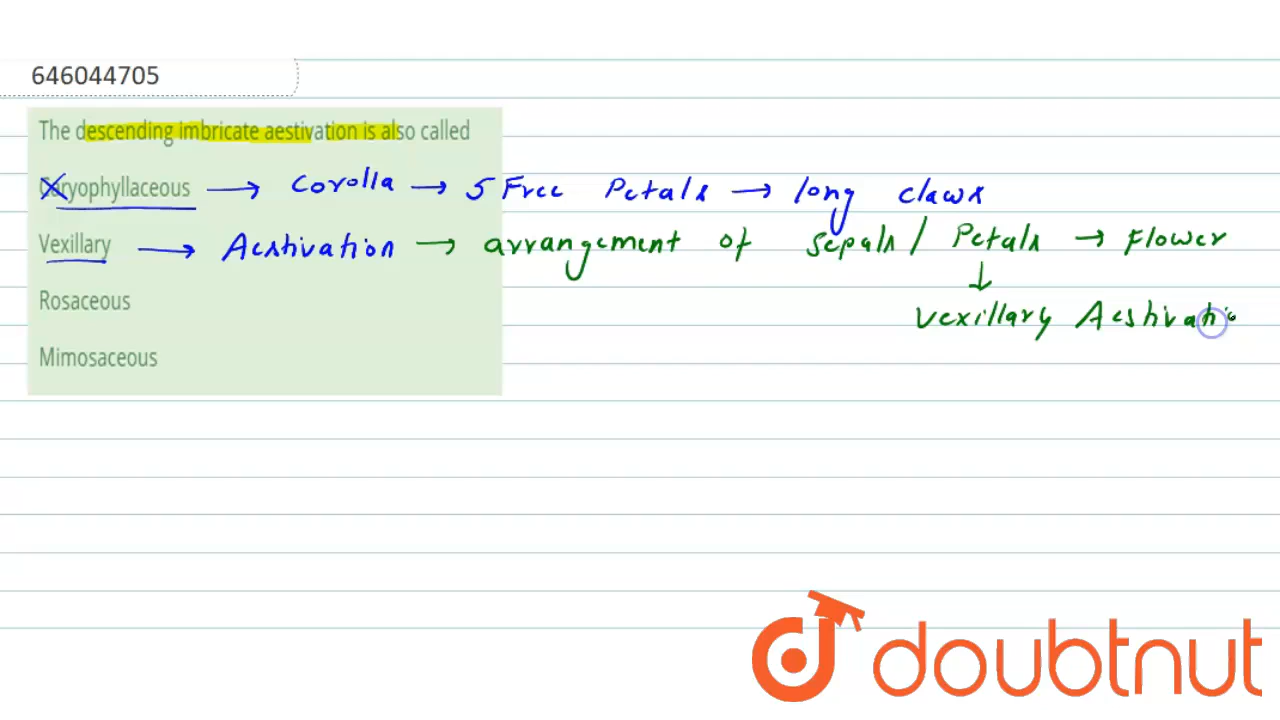 646044705
The descending imbricate aestivation is also called
Caryophyllaceous → Corolla → 5 Free Petals → long claws
Vexillary → Aestivation → arrangement of sepals / Petals → Flower
↓
Rosaceous
vexillary Aestivatio
Mimosaceous
doubtnut